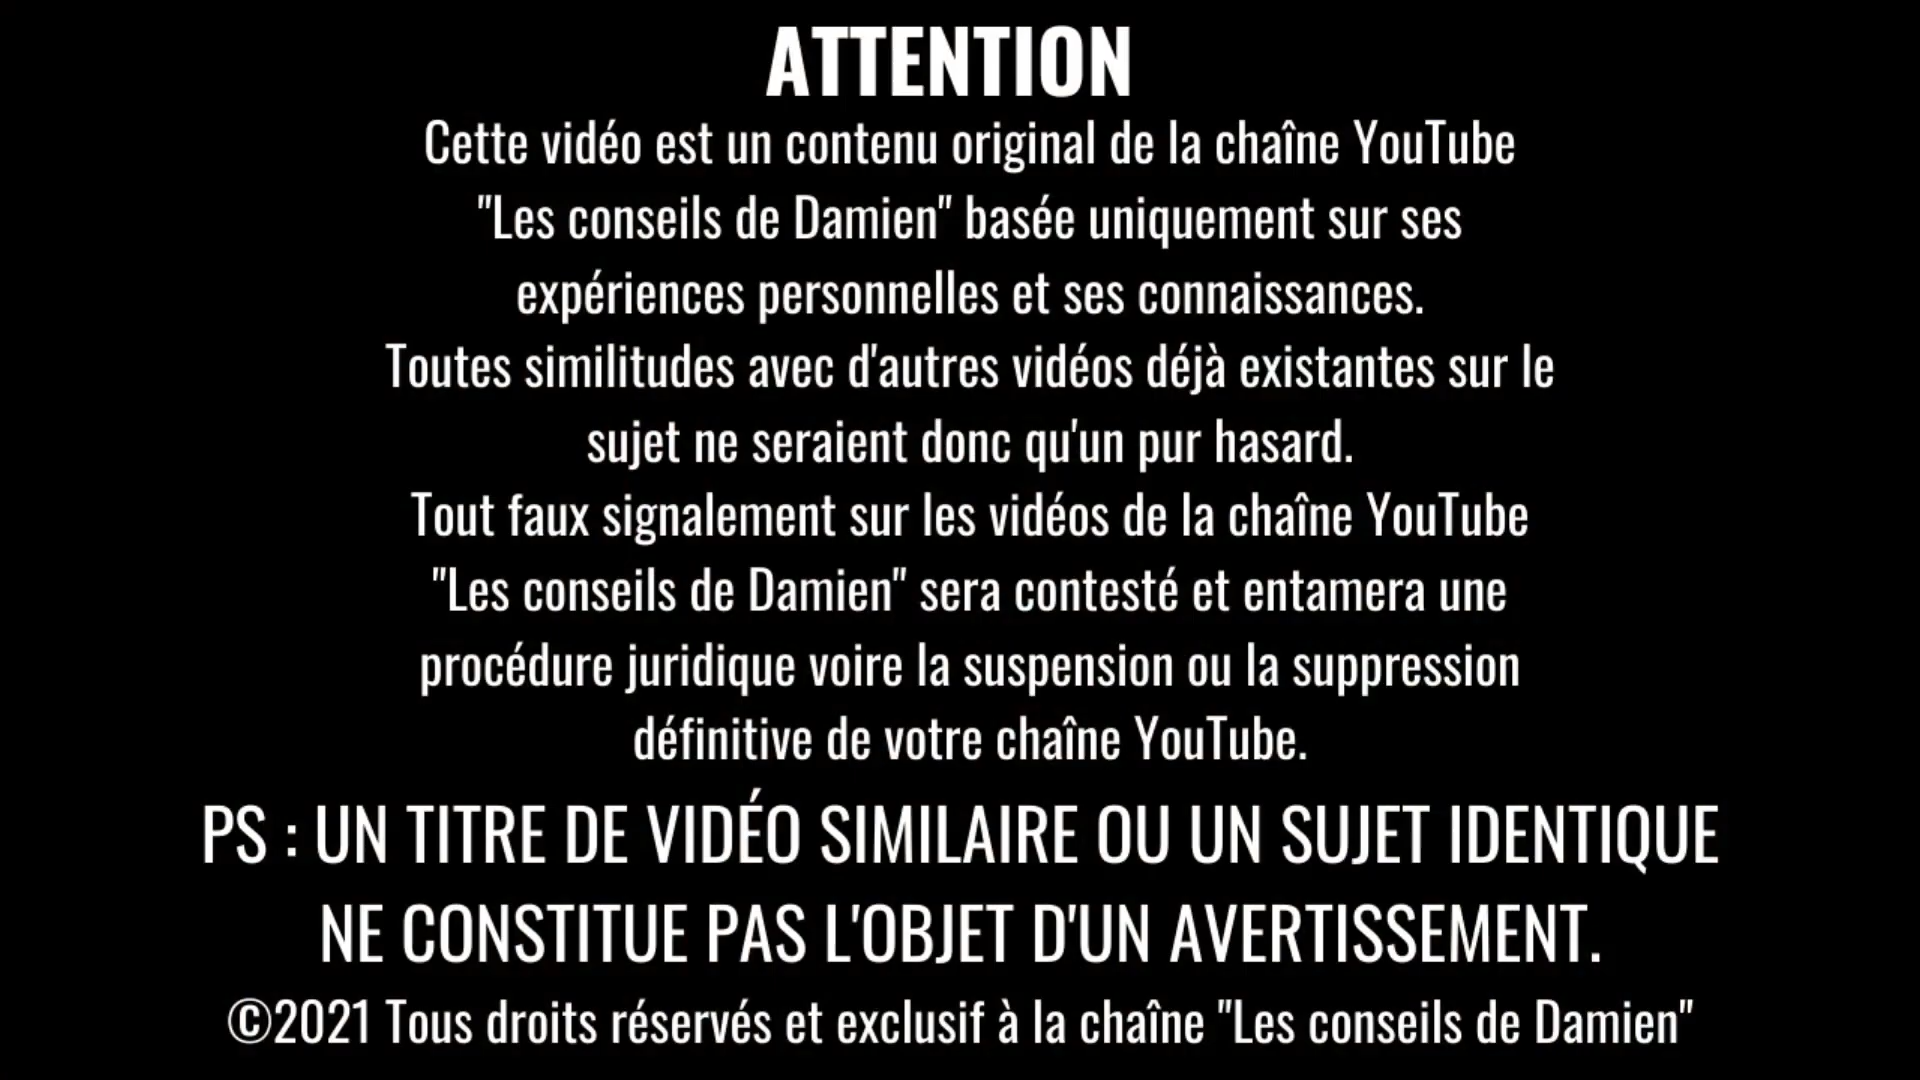 ATTENTION
Cette vidéo est un contenu original de la chaîne YouTube
"Les conseils de Damien" basée uniquement sur ses
expériences personnelles et ses connaissances.
Toutes similitudes avec d'autres vidéos déjà existantes sur le
sujet ne seraient donc qu'un pur hasard.
Tout faux signalement sur les vidéos de la chaîne YouTube
"Les conseils de Damien" sera contesté et entamera une
procédure juridique voire la suspension ou la suppression
définitive de votre chaîne YouTube.
PS : UN TITRE DE VIDÉO SIMILAIRE OU UN SUJET IDENTIQUE
NE CONSTITUE PAS L'OBJET D'UN AVERTISSEMENT.
©2021 Tous droits réservés et exclusif à la chaîne "Les conseils de Damien"